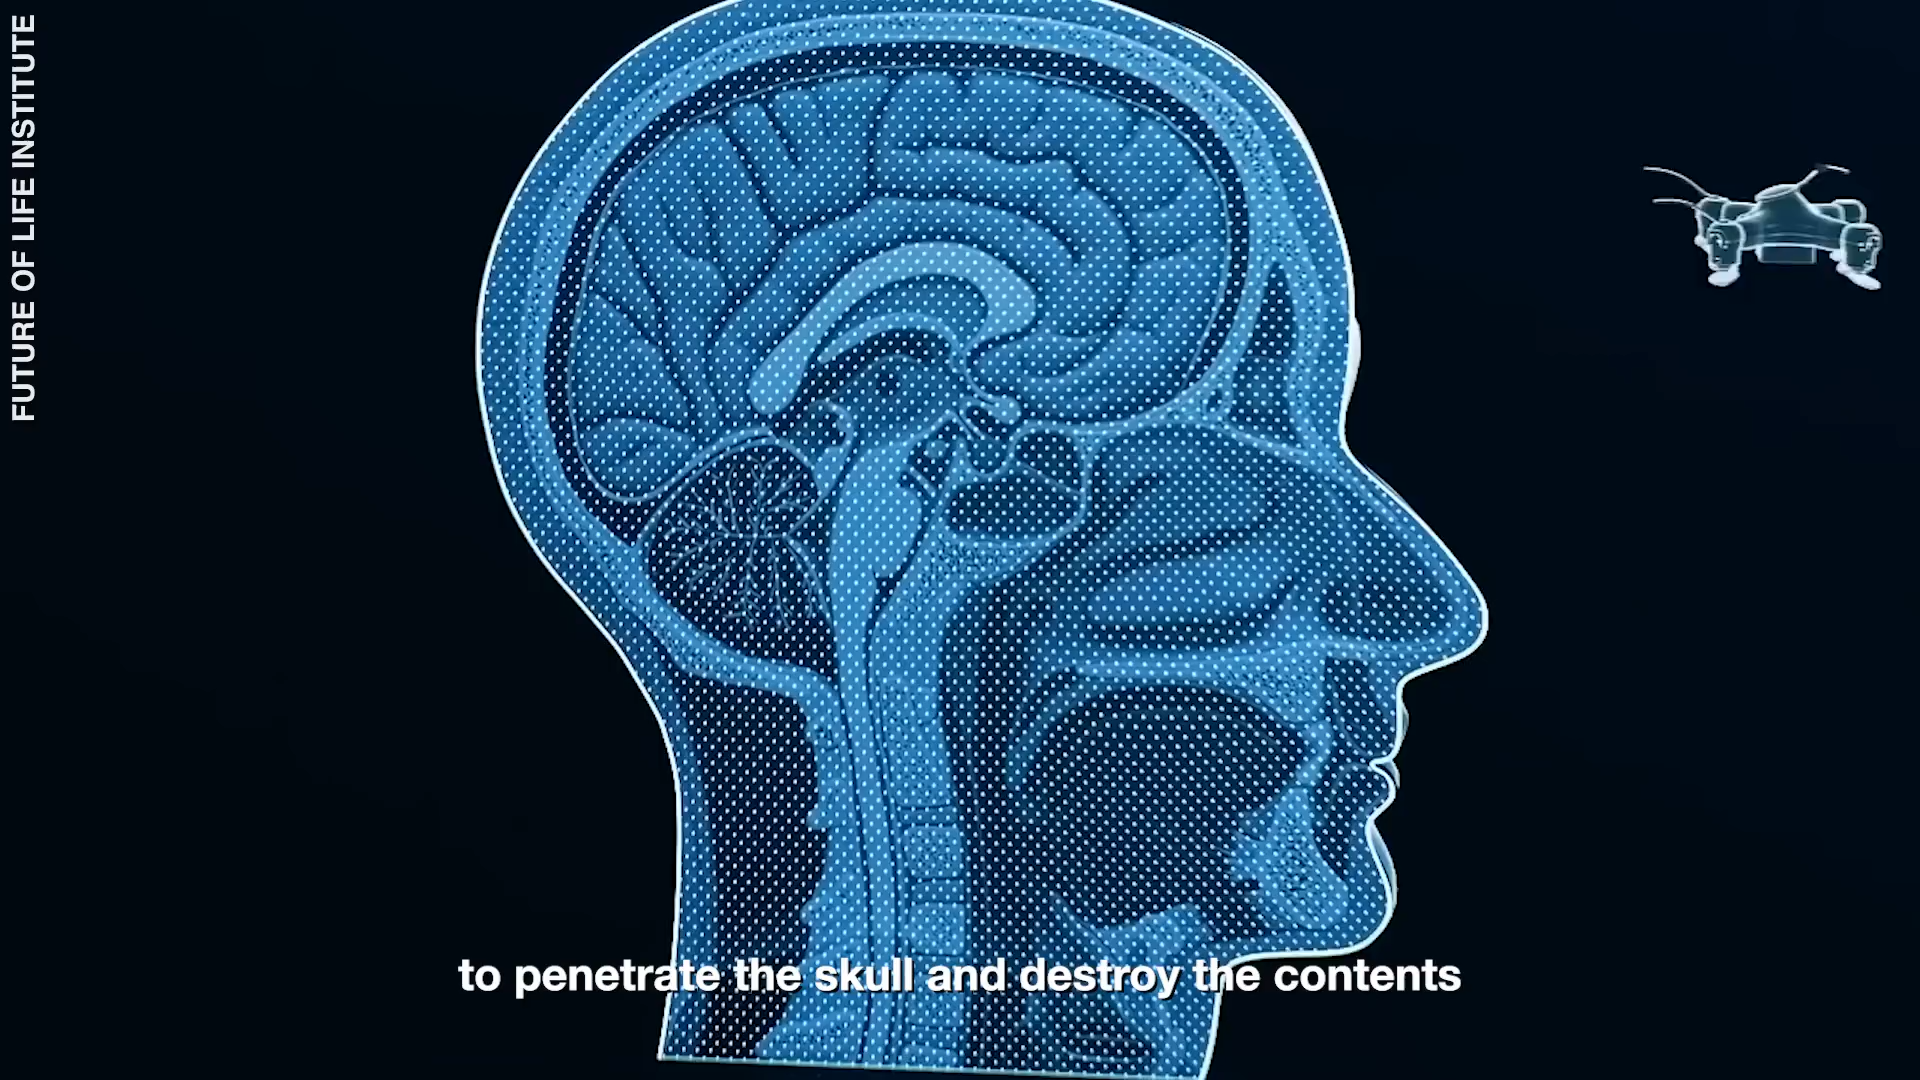 FUTURE OF LIFE INSTITUTE
to penetrate the skull and destroy the contents